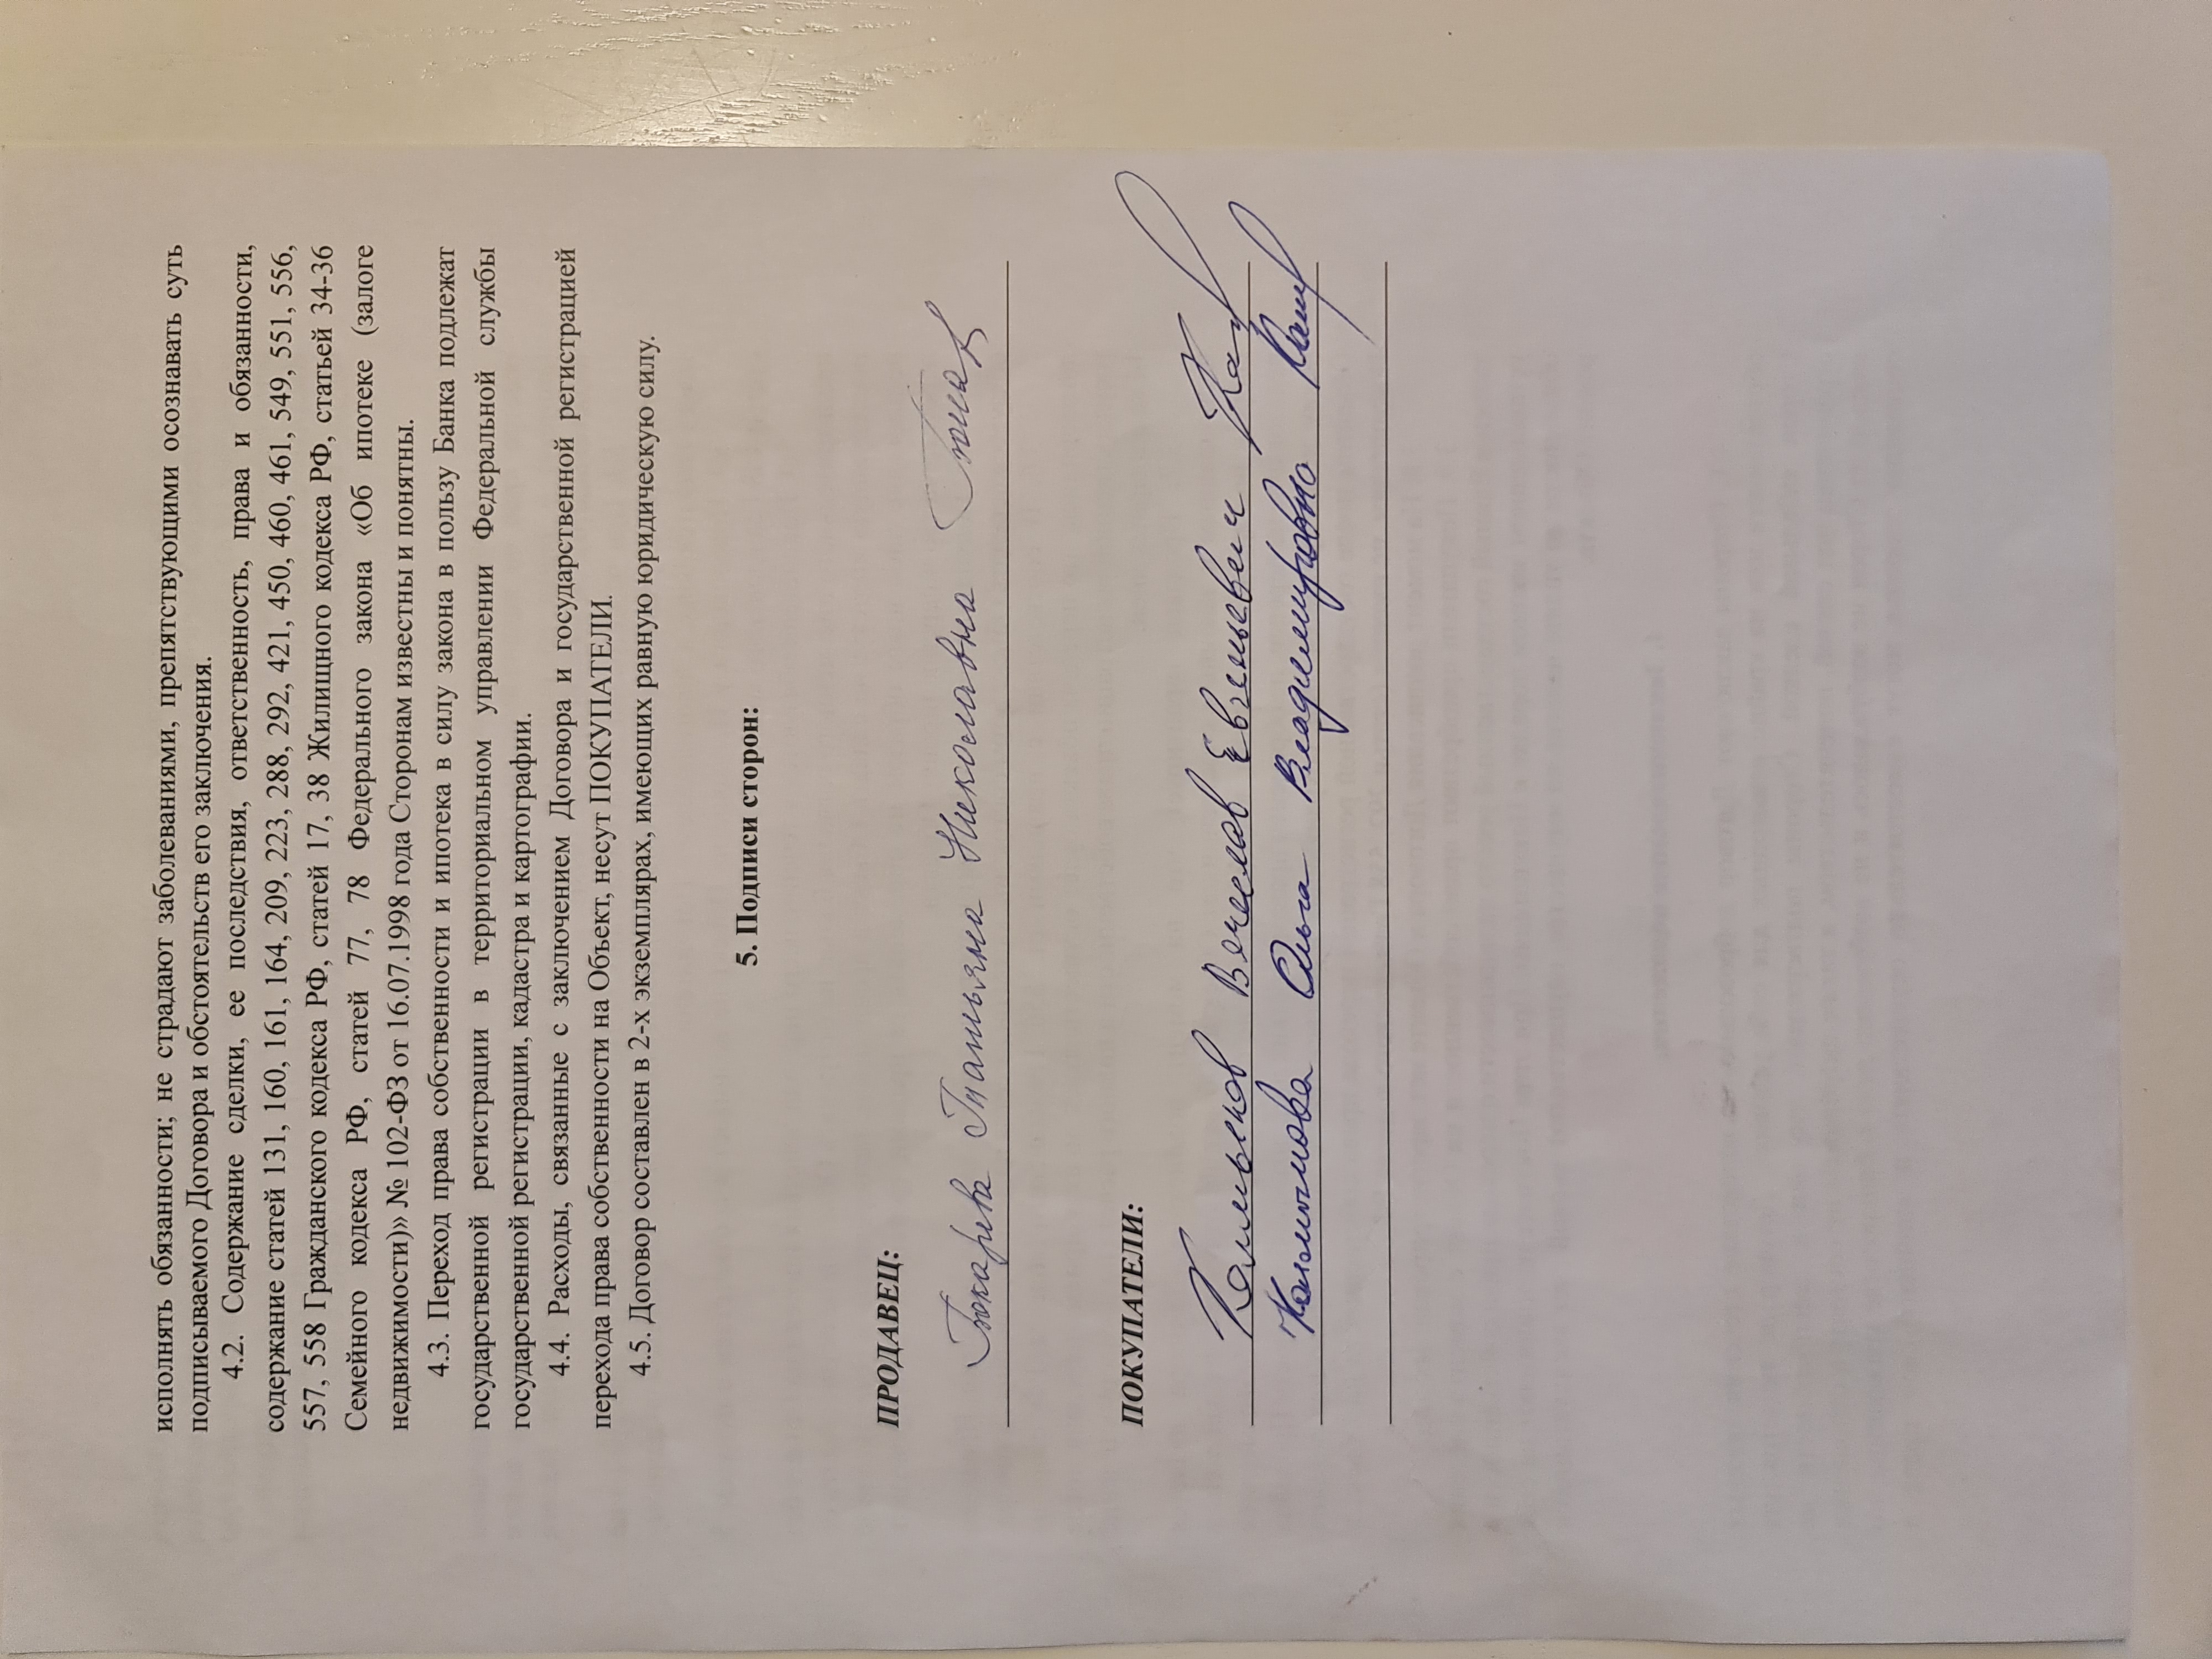 исполнять обязанности; не страдают заболеваниями, препятствующими осознавать суть
подписываемого Договора и обстоятельств его заключения.
4.2. Содержание сделки, ее последствия, ответственность, права и обязанности,
содержание статей 131, 160, 161, 164, 209, 223, 288, 292, 421, 450, 460, 461, 549, 551, 556,
557, 558 Гражданского кодекса РФ, статей 17, 38 Жилищного кодекса РФ, статьей 34-36
Семейного кодекса РФ, статей 77, 78 Федерального закона «Об ипотеке (залоге
недвижимости)» № 102-ФЗ от 16.07.1998 года Сторонам известны и понятны.
4.3. Переход права собственности и ипотека в силу закона в пользу Банка подлежат
государственной регистрации в территориальном управлении Федеральной службы
государственной регистрации, кадастра и картографии.
4.4. Расходы, связанные с заключением Договора и государственной регистрацией
перехода права собственности на Объект, несут ПОКУПАТЕЛИ.
4.5. Договор составлен в 2-х экземплярах, имеющих равную юридическую силу.
5. Подписи сторон:
ПРОДАВЕЦ:
Татьяна Николавна
ПОКУПАТЕЛИ:
Вячеслав Евгеньевич
Ольга Владимировна